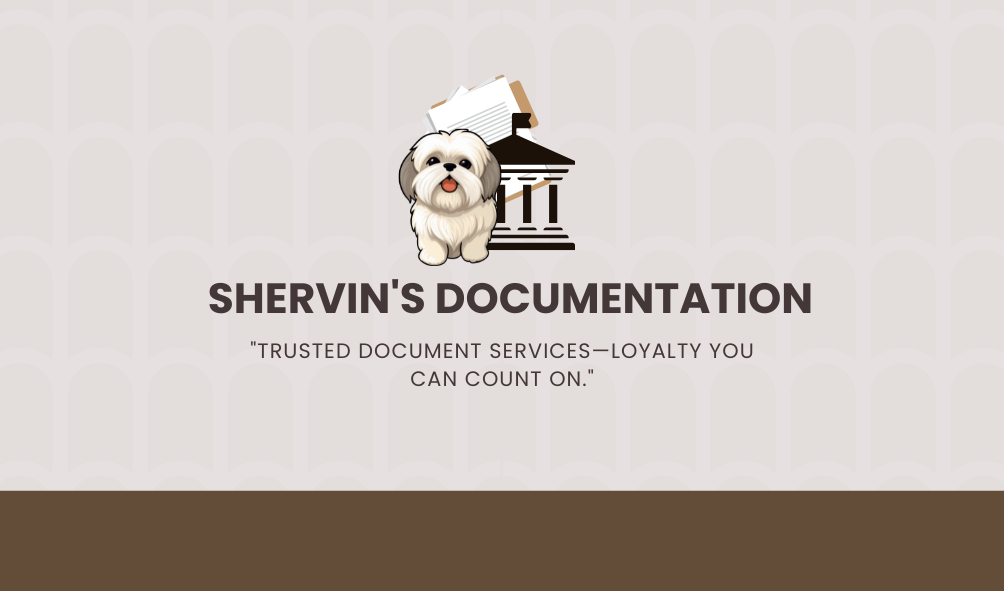 SHERVIN'S DOCUMENTATION
"TRUSTED DOCUMENT SERVICES—LOYALTY YOU
CAN COUNT ON."